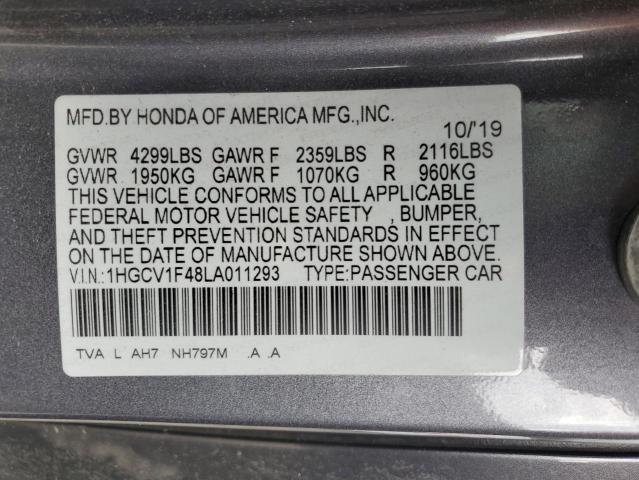 MFD.BY HONDA OF AMERICA MFG.,INC.
10/'19
GVWR 4299LBS GAWR F 2359LBS R 2116LBS
GVWR 1950KG GAWR F 1070KG R 960KG
THIS VEHICLE CONFORMS TO ALL APPLICABLE
FEDERAL MOTOR VEHICLE SAFETY , BUMPER,
AND THEFT PREVENTION STANDARDS IN EFFECT
ON THE DATE OF MANUFACTURE SHOWN ABOVE.
V.I.N.:1HGCV1F48LA011293 TYPE:PASSENGER CAR
TVA L AH7 NH797M .A .A